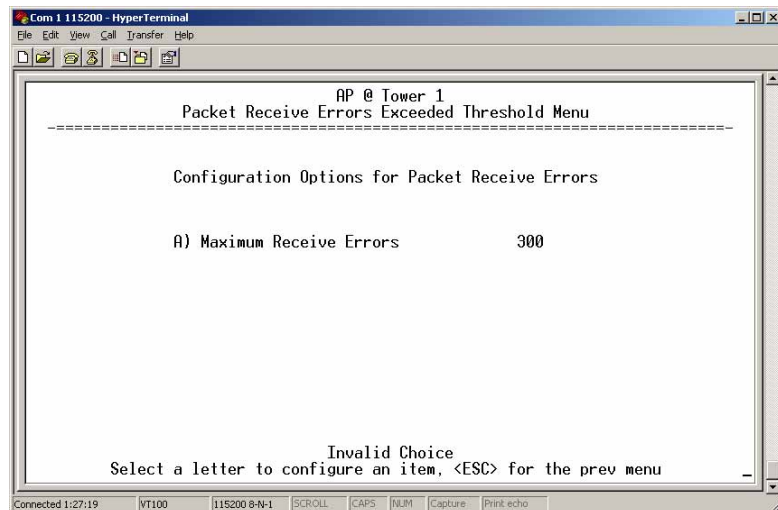 Com 1 115200 - HyperTerminal
File Edit View Call Transfer Help
AP @ Tower 1
Packet Receive Errors Exceeded Threshold Menu
-==========================================================================-
Configuration Options for Packet Receive Errors
A) Maximum Receive Errors 300
Invalid Choice
Select a letter to configure an item, <ESC> for the prev menu
Connected 1:27:19 VT100 115200 8-N-1 SCROLL CAPS NUM Capture Print echo